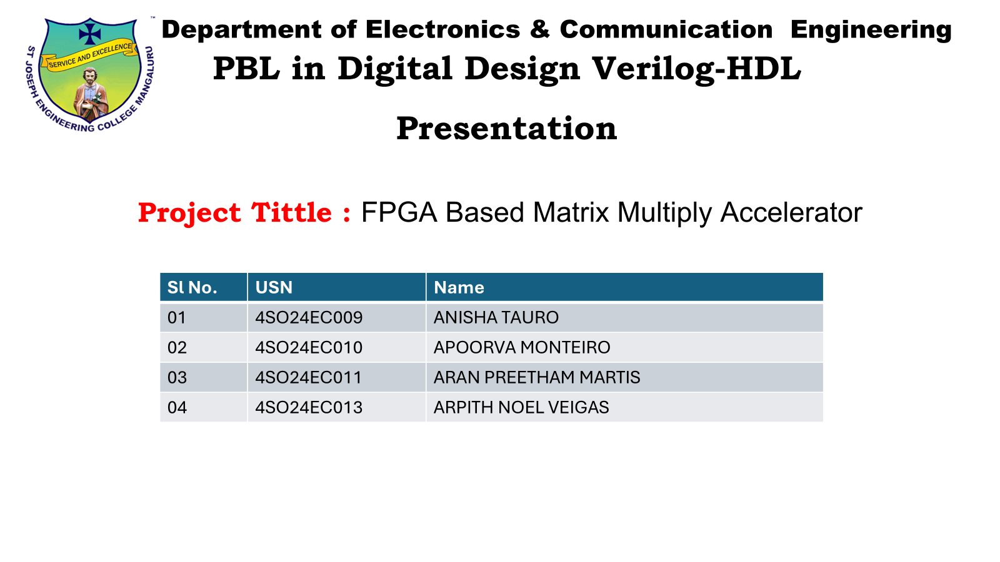 ™
SERVICE AND EXCELLENCE
ST JOSEPH ENGINEERING COLLEGE MANGALURU
Department of Electronics & Communication  Engineering
PBL in Digital Design Verilog-HDL
Presentation
Project Tittle : FPGA Based Matrix Multiply Accelerator
Sl No. USN Name
01 4SO24EC009 ANISHA TAURO
02 4SO24EC010 APOORVA MONTEIRO
03 4SO24EC011 ARAN PREETHAM MARTIS
04 4SO24EC013 ARPITH NOEL VEIGAS